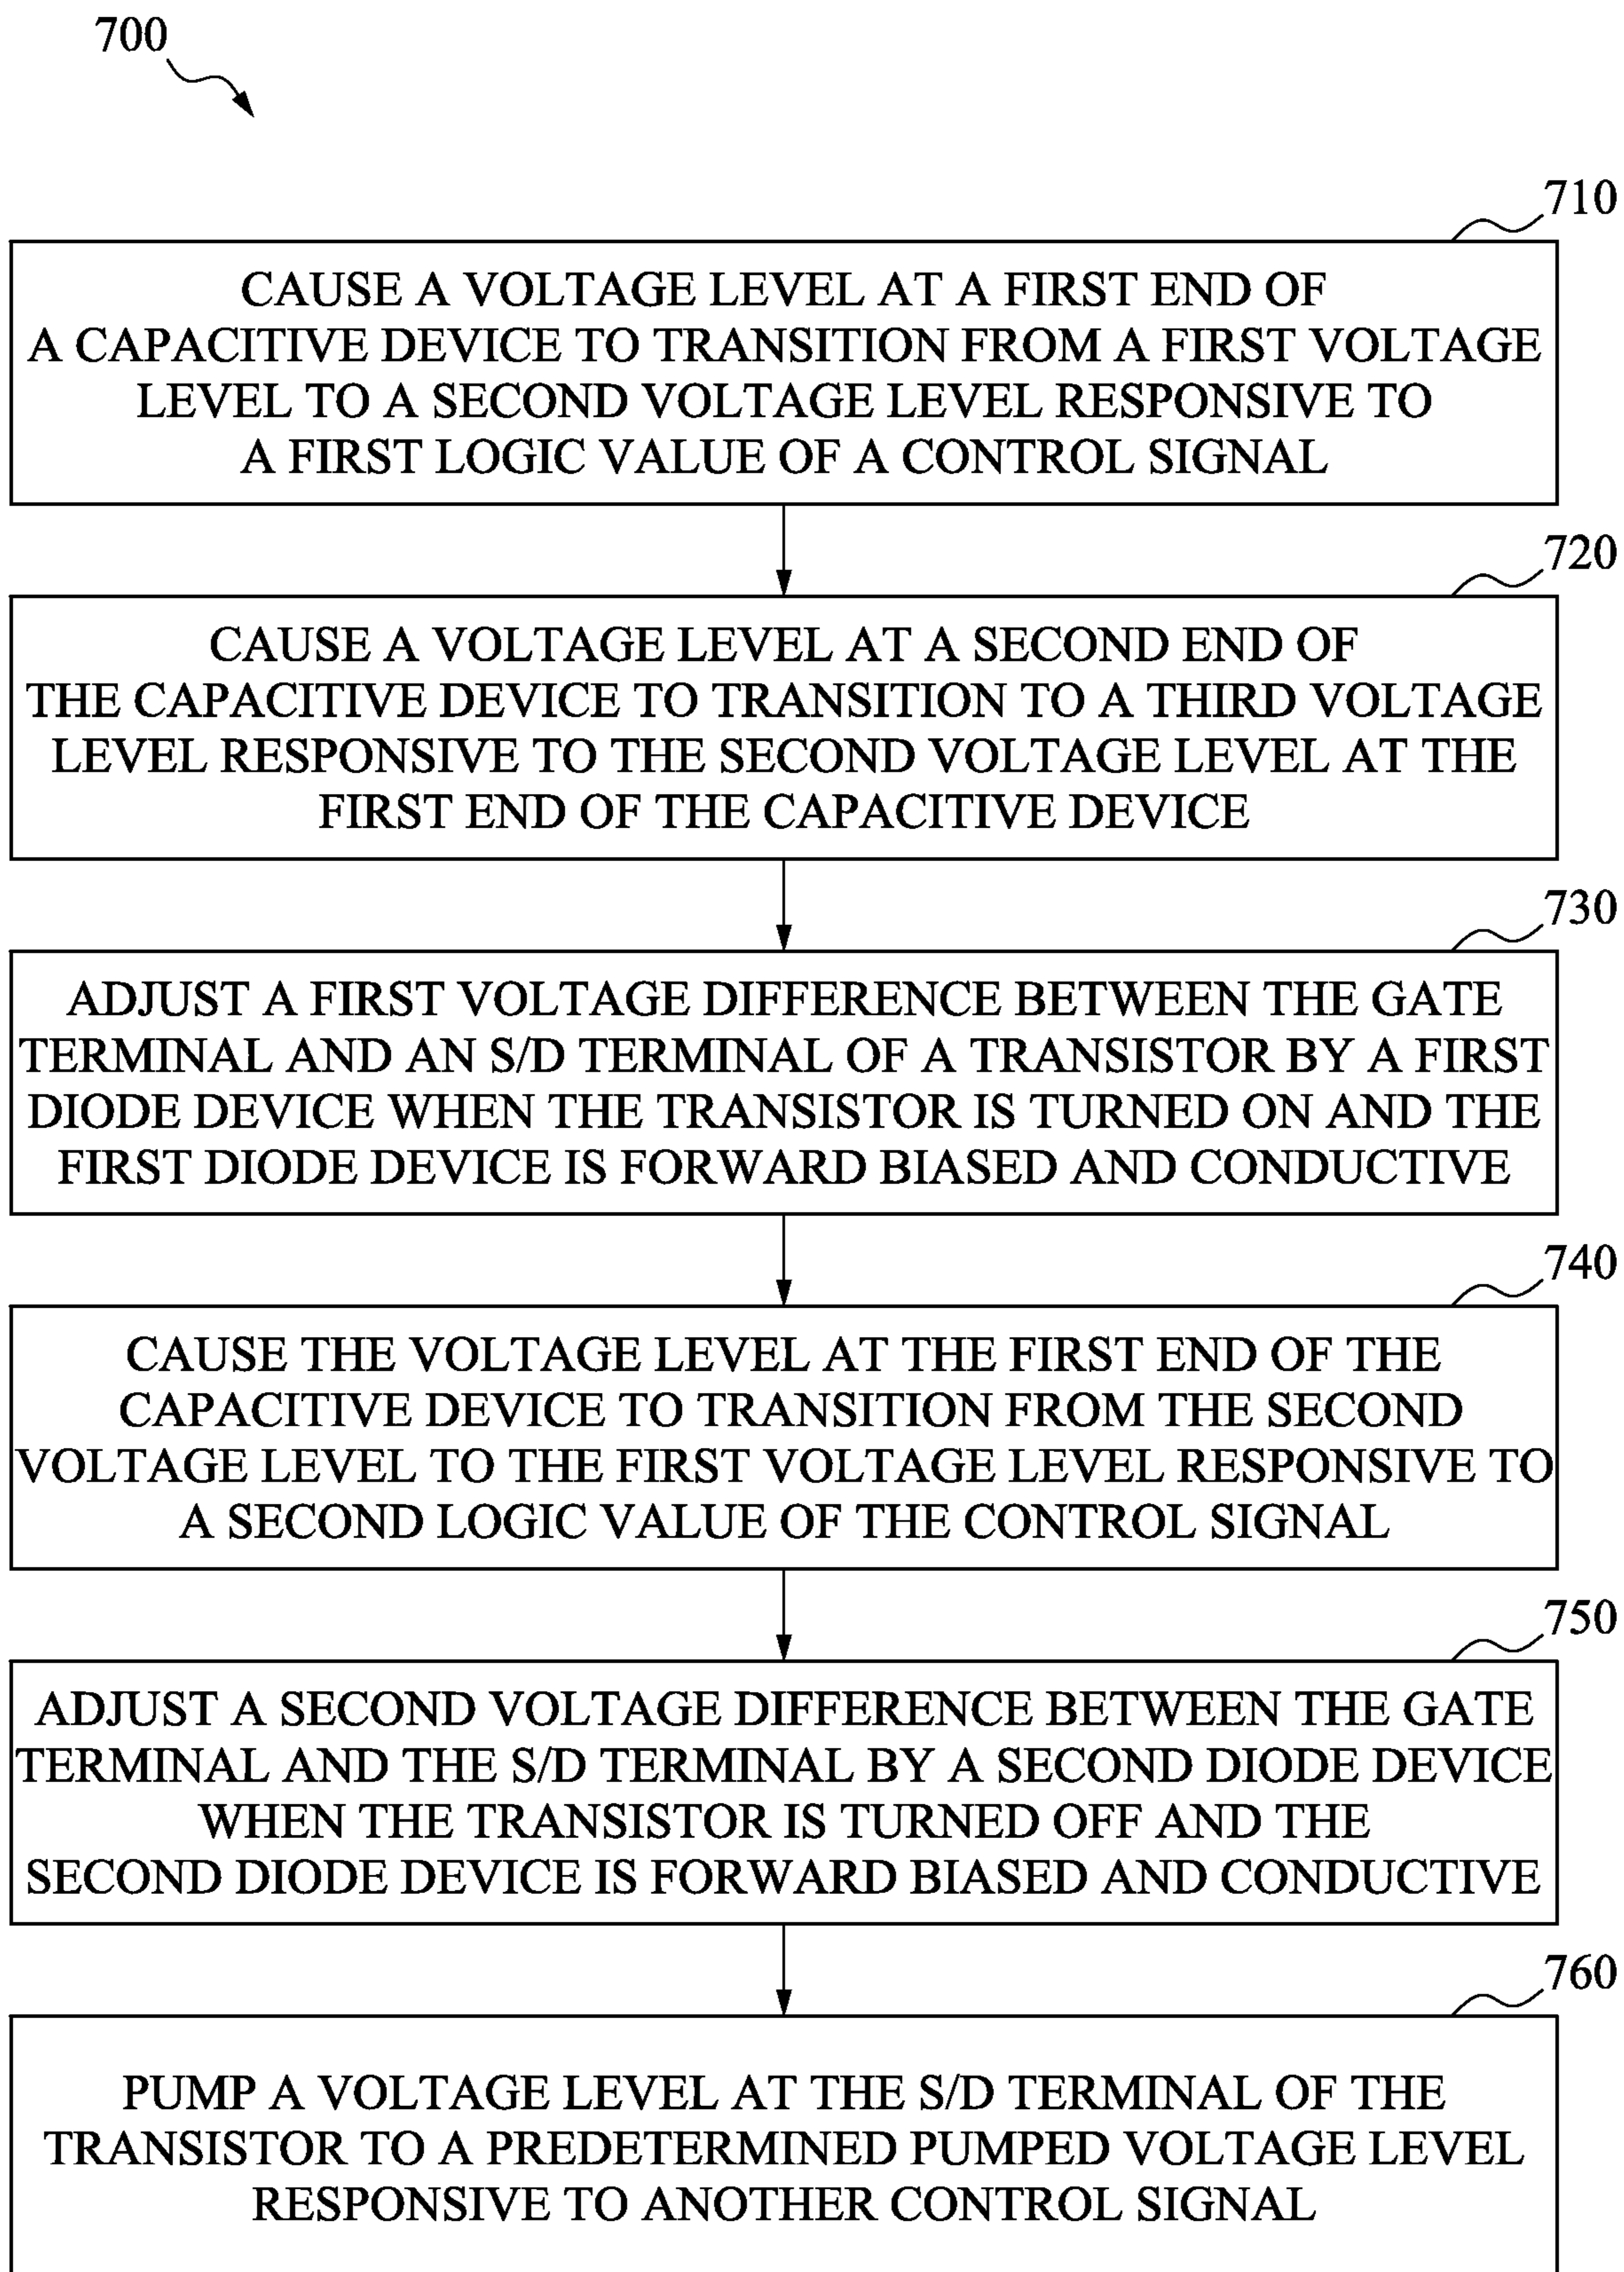 700
710
CAUSE A VOLTAGE LEVEL AT A FIRST END OF
A CAPACITIVE DEVICE TO TRANSITION FROM A FIRST VOLTAGE
LEVEL TO A SECOND VOLTAGE LEVEL RESPONSIVE TO
A FIRST LOGIC VALUE OF A CONTROL SIGNAL
720
CAUSE A VOLTAGE LEVEL AT A SECOND END OF
THE CAPACITIVE DEVICE TO TRANSITION TO A THIRD VOLTAGE
LEVEL RESPONSIVE TO THE SECOND VOLTAGE LEVEL AT THE
FIRST END OF THE CAPACITIVE DEVICE
730
ADJUST A FIRST VOLTAGE DIFFERENCE BETWEEN THE GATE
TERMINAL AND AN S/D TERMINAL OF A TRANSISTOR BY A FIRST
DIODE DEVICE WHEN THE TRANSISTOR IS TURNED ON AND THE
FIRST DIODE DEVICE IS FORWARD BIASED AND CONDUCTIVE
740
CAUSE THE VOLTAGE LEVEL AT THE FIRST END OF THE
CAPACITIVE DEVICE TO TRANSITION FROM THE SECOND
VOLTAGE LEVEL TO THE FIRST VOLTAGE LEVEL RESPONSIVE TO
A SECOND LOGIC VALUE OF THE CONTROL SIGNAL
750
ADJUST A SECOND VOLTAGE DIFFERENCE BETWEEN THE GATE
TERMINAL AND THE S/D TERMINAL BY A SECOND DIODE DEVICE
WHEN THE TRANSISTOR IS TURNED OFF AND THE
SECOND DIODE DEVICE IS FORWARD BIASED AND CONDUCTIVE
760
PUMP A VOLTAGE LEVEL AT THE S/D TERMINAL OF THE
TRANSISTOR TO A PREDETERMINED PUMPED VOLTAGE LEVEL
RESPONSIVE TO ANOTHER CONTROL SIGNAL